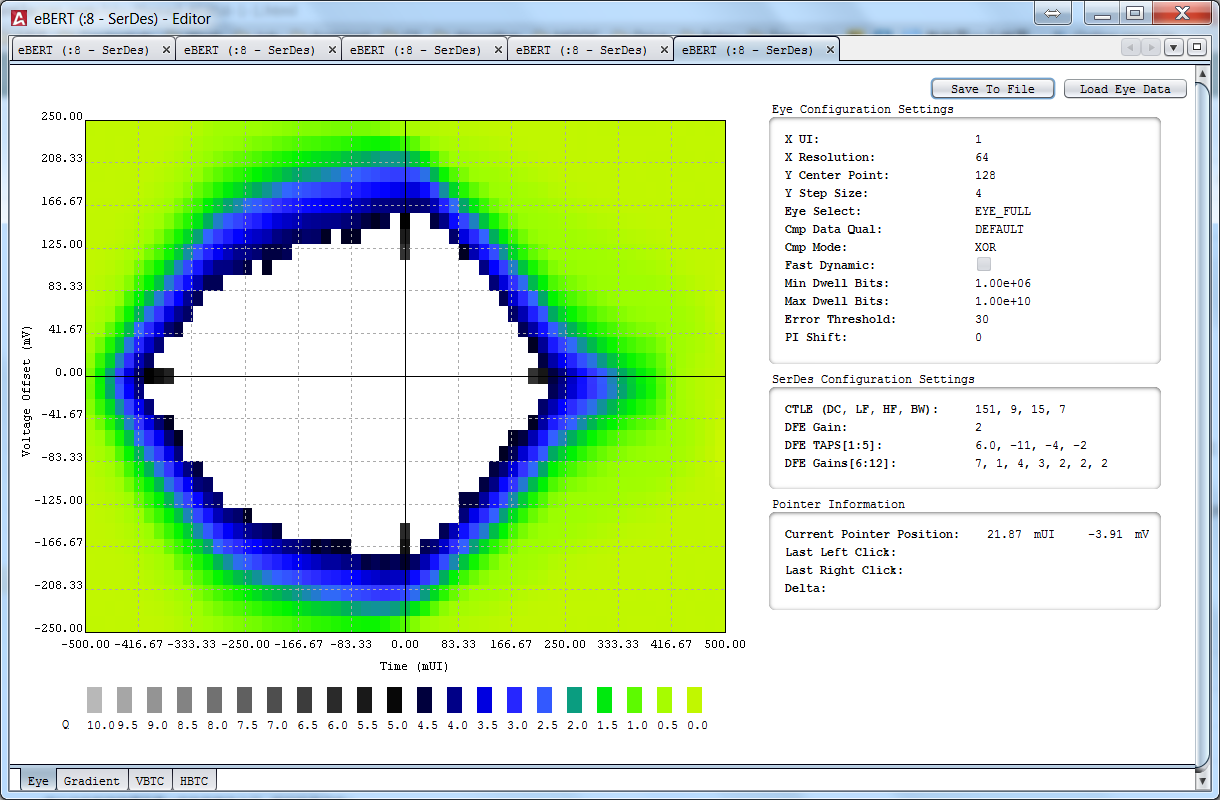 eBERT (:8 - SerDes) - Editor
eBERT (:8 - SerDes) eBERT (:8 - SerDes) eBERT (:8 - SerDes) eBERT (:8 - SerDes) eBERT (:8 - SerDes)
Save To File Load Eye Data
Eye Configuration Settings
X UI: 1
X Resolution: 64
Y Center Point: 128
Y Step Size: 4
Eye Select: EYE_FULL
Cmp Data Qual: DEFAULT
Cmp Mode: XOR
Fast Dynamic:
Min Dwell Bits: 1.00e+06
Max Dwell Bits: 1.00e+10
Error Threshold: 30
PI Shift: 0
SerDes Configuration Settings
CTLE (DC, LF, HF, BW): 151, 9, 15, 7
DFE Gain: 2
DFE TAPS[1:5]: 6.0, -11, -4, -2
DFE Gains[6:12]: 7, 1, 4, 3, 2, 2, 2
Pointer Information
Current Pointer Position: 21.87 mUI -3.91 mV
Last Left Click:
Last Right Click:
Delta:
Voltage Offset (mV)
250.00
208.33
166.67
125.00
83.33
41.67
0.00
-41.67
-83.33
-125.00
-166.67
-208.33
-250.00
-500.00 -416.67 -333.33 -250.00 -166.67 -83.33 0.00 83.33 166.67 250.00 333.33 416.67 500.00
Time (mUI)
Q 10.0 9.5 9.0 8.5 8.0 7.5 7.0 6.5 6.0 5.5 5.0 4.5 4.0 3.5 3.0 2.5 2.0 1.5 1.0 0.5 0.0
Eye Gradient VBTC HBTC